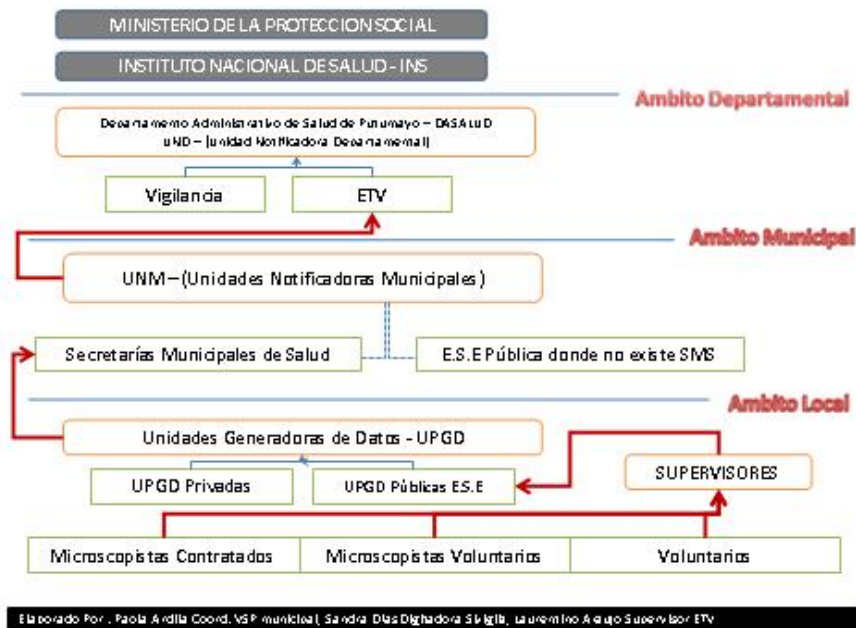 MINISTERIO DE LA PROTECCION SOCIAL
INSTITUTO NACIONAL DE SALUD - INS
Ambito Departamental
Departamento Administrativo de Salud de Putumayo – DASALUD
UND – (Unidad Notificadora Departamental)
Vigilancia
ETV
Ambito Municipal
UNM – (Unidades Notificadoras Municipales)
Secretarías Municipales de Salud
E.S.E Pública donde no existe SMS
Ambito Local
Unidades Generadoras de Datos - UPGD
SUPERVISORES
UPGD Privadas
UPGD Públicas E.S.E
Microscopistas Contratados
Microscopistas Voluntarios
Voluntarios
Elaborado Por . Paola Ardila Coord. VSP municipal, Sandra Dias Digitadora Sivigila, Laurentino Araujo Supervisor ETV